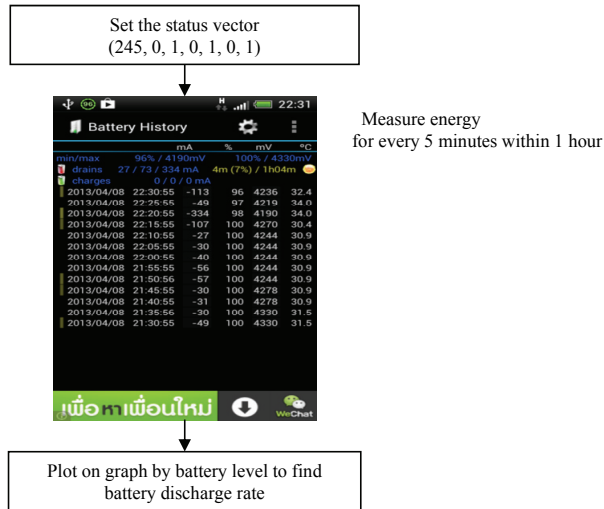 Set the status vector
(245, 0, 1, 0, 1, 0, 1)
96 H 22:31
Battery History
mA % mV °C
min/max 96% / 4190mV 100% / 4330mV
drains 27 / 73 / 334 mA 4m (7%) / 1h04m
charges 0 / 0 / 0 mA
2013/04/08 22:30:55 -113 96 4236 32.4
2013/04/08 22:25:55 -49 97 4219 34.0
2013/04/08 22:20:55 -334 98 4190 34.0
2013/04/08 22:15:55 -107 100 4270 30.4
2013/04/08 22:10:55 -27 100 4244 30.9
2013/04/08 22:05:55 -30 100 4244 30.9
2013/04/08 22:00:55 -40 100 4244 30.9
2013/04/08 21:55:55 -56 100 4244 30.9
2013/04/08 21:50:56 -57 100 4244 30.9
2013/04/08 21:45:55 -30 100 4278 30.9
2013/04/08 21:40:55 -31 100 4278 30.9
2013/04/08 21:35:56 -30 100 4330 31.5
2013/04/08 21:30:55 -49 100 4330 31.5
เพื่อหาเพื่อนใหม่
WeChat
Measure energy
for every 5 minutes within 1 hour
Plot on graph by battery level to find
battery discharge rate